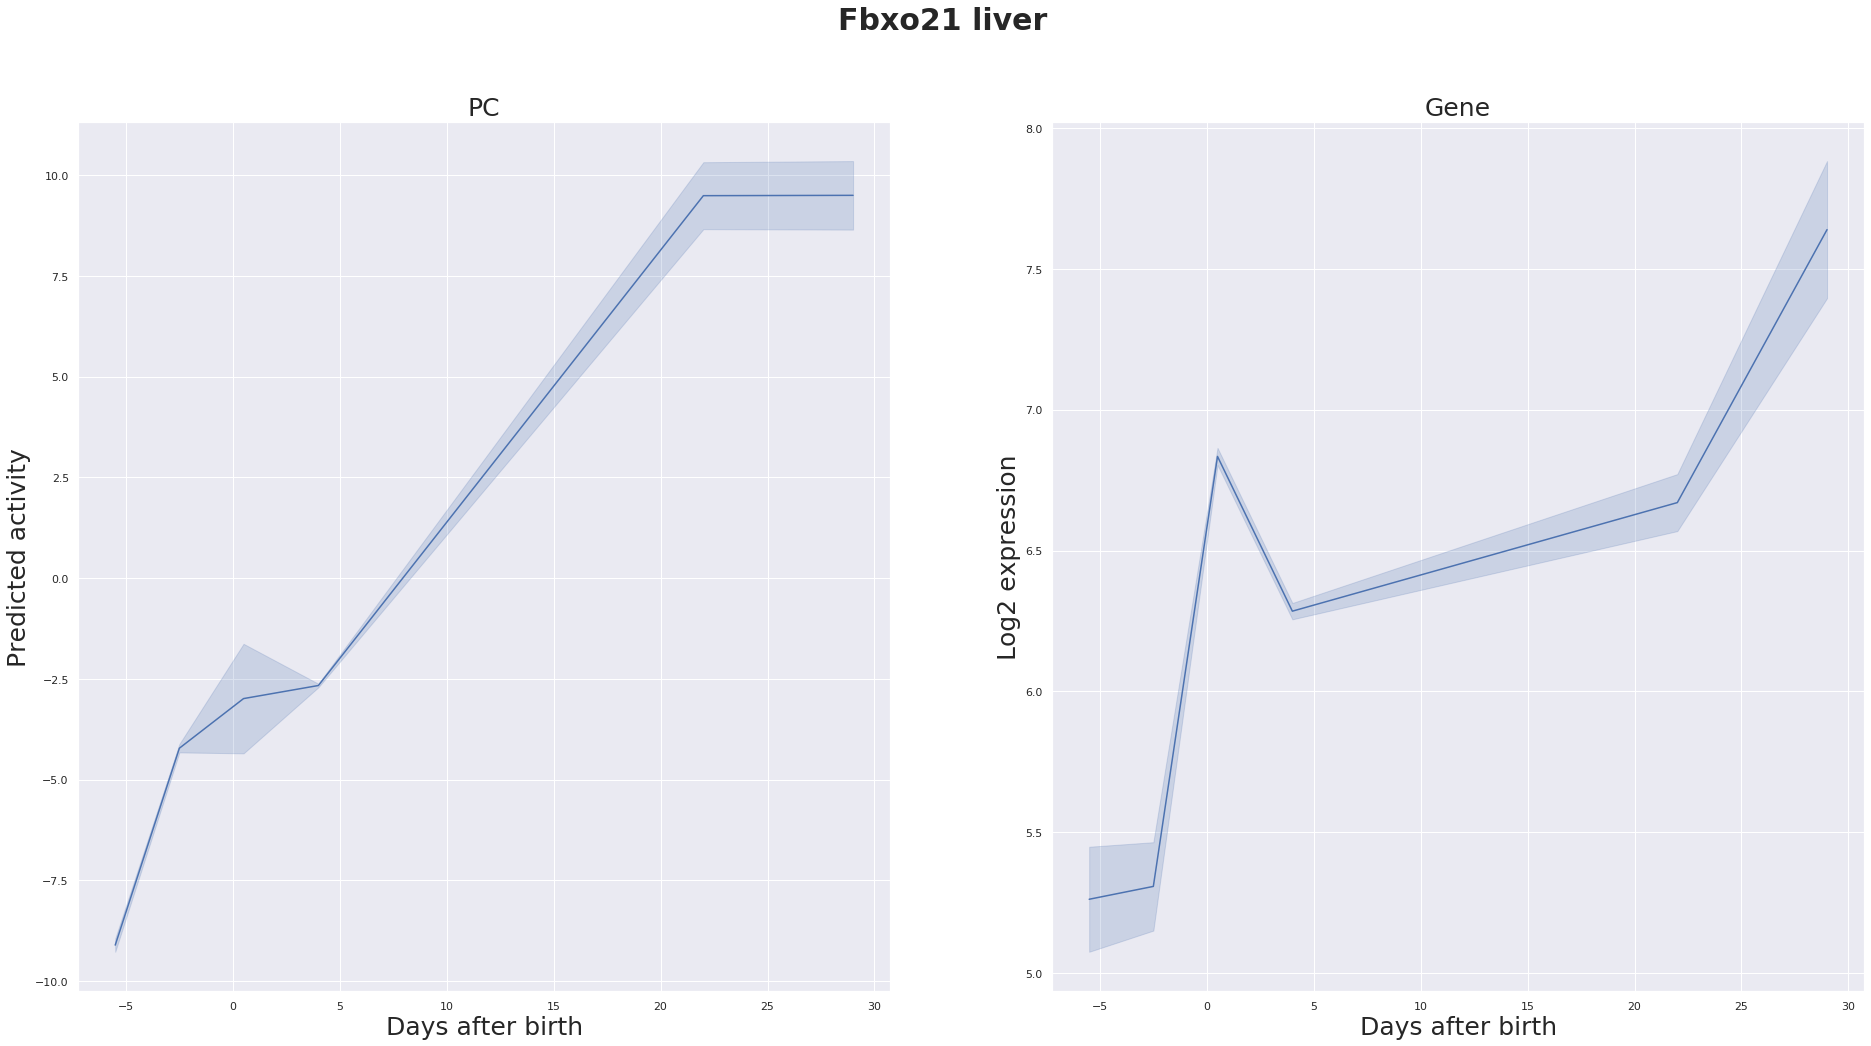 Fbxo21 liver
PC
Predicted activity
10.0
7.5
5.0
2.5
0.0
−2.5
−5.0
−7.5
−10.0
−5 0 5 10 15 20 25 30
Days after birth
Gene
Log2 expression
8.0
7.5
7.0
6.5
6.0
5.5
5.0
−5 0 5 10 15 20 25 30
Days after birth